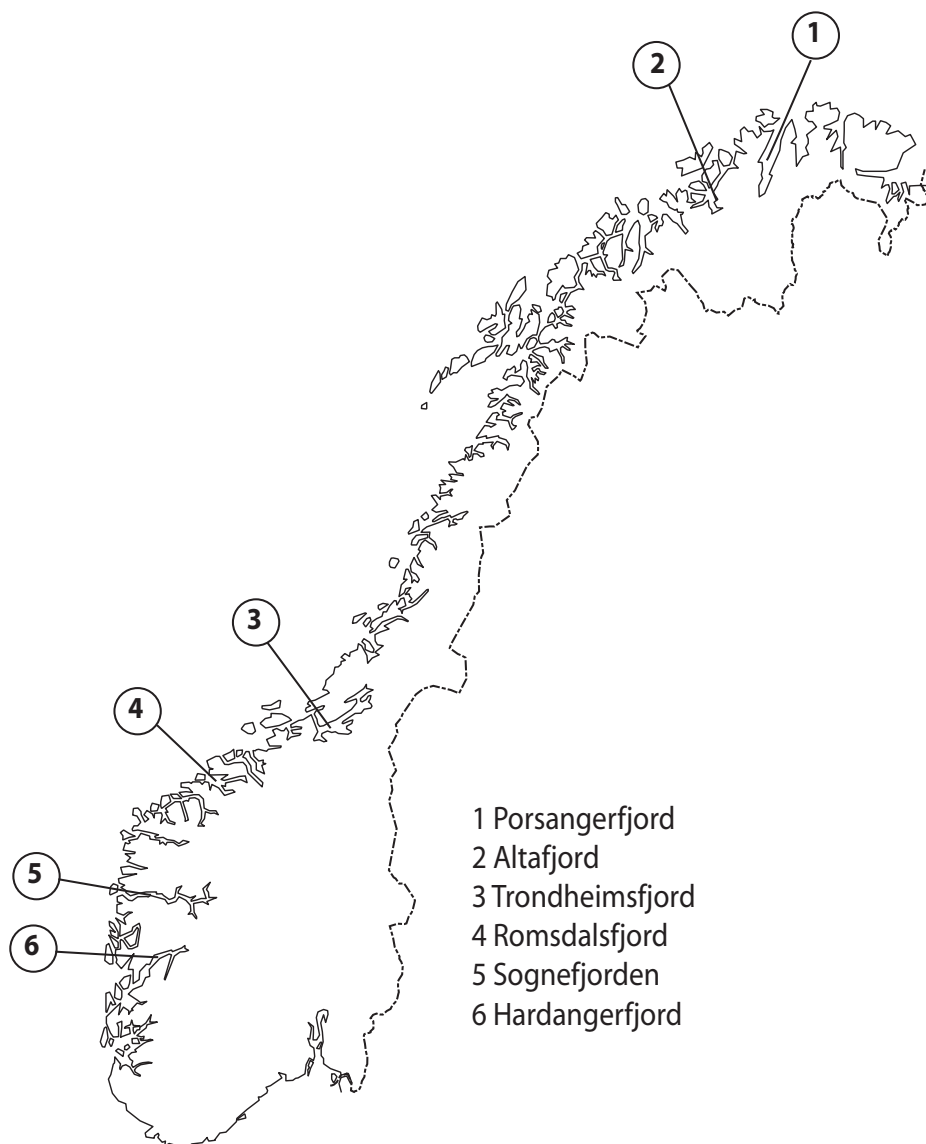 1
2
3
4
5
6
1 Porsangerfjord
2 Altafjord
3 Trondheimsfjord
4 Romsdalsfjord
5 Sognefjorden
6 Hardangerfjord